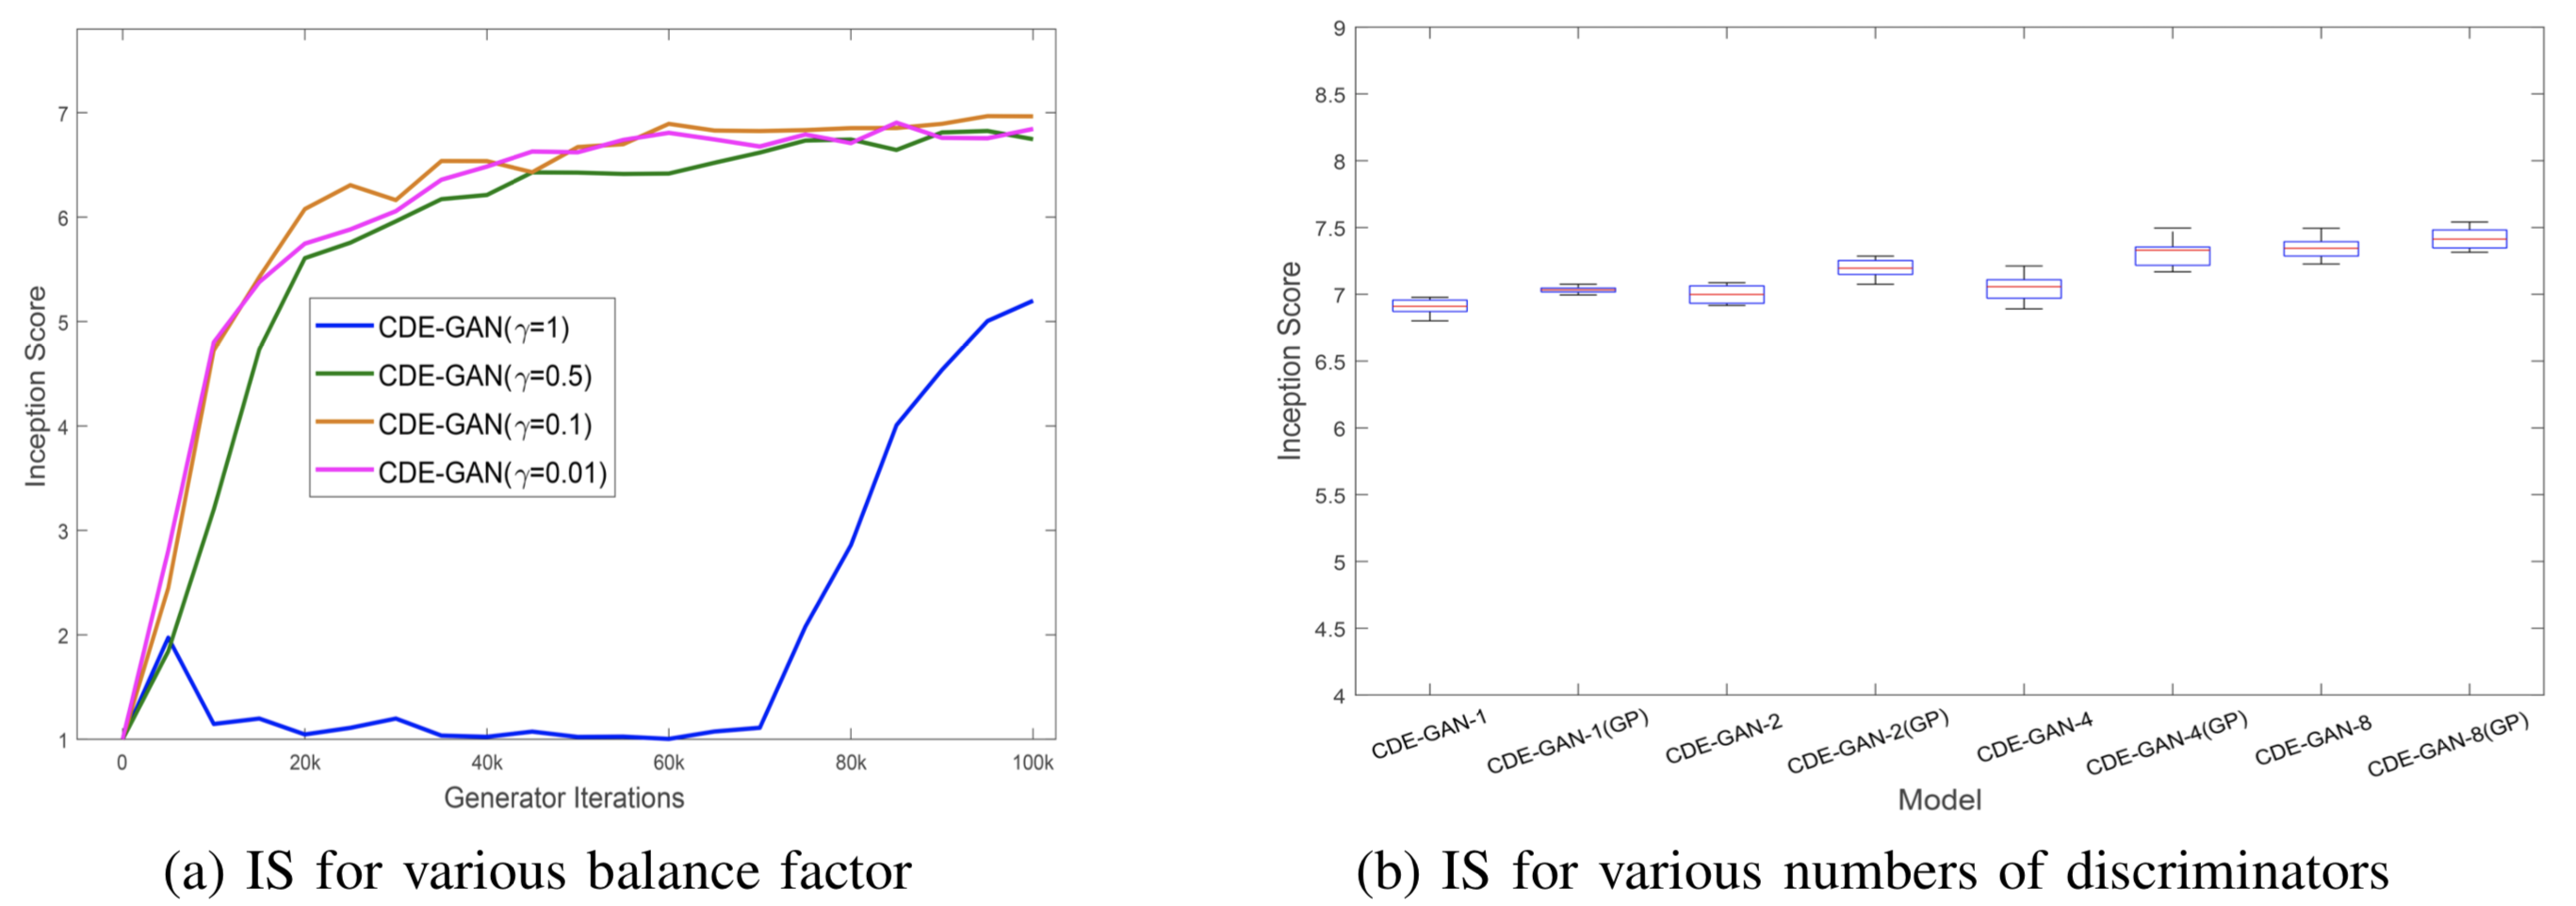 Inception Score
7
6
5
4
3
2
1
0 20k 40k 60k 80k 100k
Generator Iterations
CDE-GAN(γ=1)
CDE-GAN(γ=0.5)
CDE-GAN(γ=0.1)
CDE-GAN(γ=0.01)
(a) IS for various balance factor
Inception Score
9
8.5
8
7.5
7
6.5
6
5.5
5
4.5
4
CDE-GAN-1 CDE-GAN-1(GP) CDE-GAN-2 CDE-GAN-2(GP) CDE-GAN-4 CDE-GAN-4(GP) CDE-GAN-8 CDE-GAN-8(GP)
Model
(b) IS for various numbers of discriminators